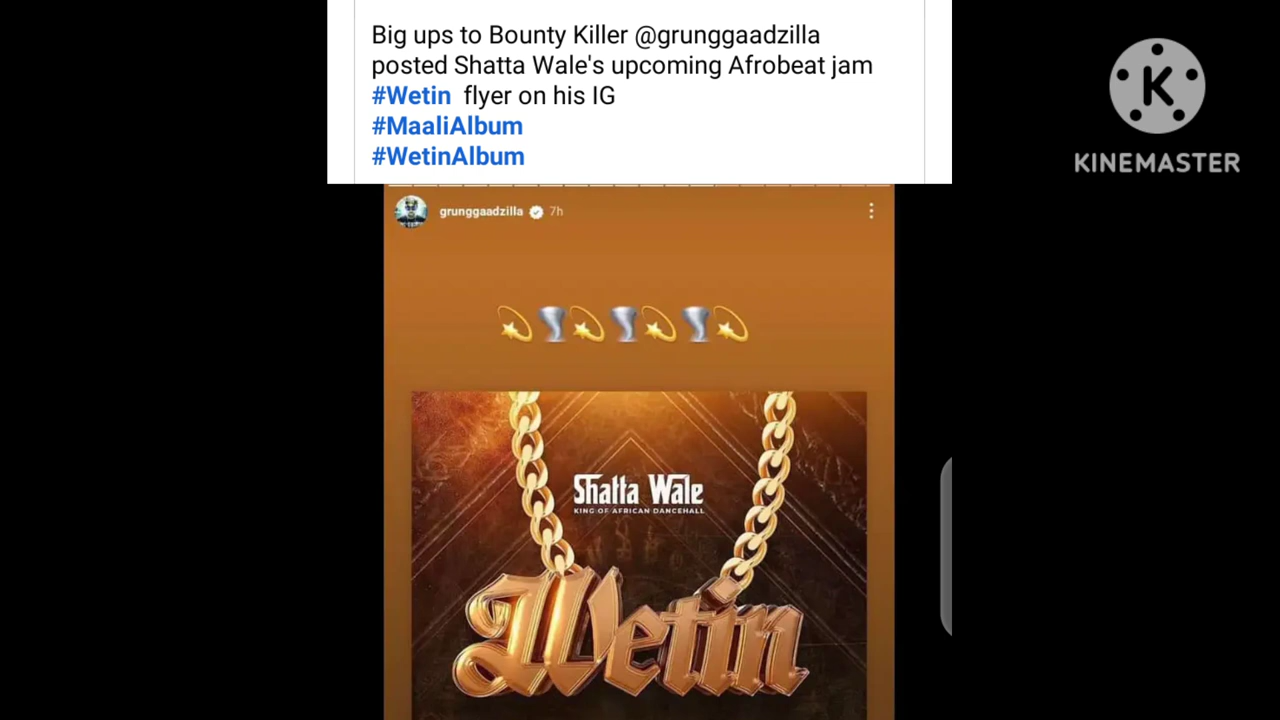 Big ups to Bounty Killer @grunggaadzilla
posted Shatta Wale's upcoming Afrobeat jam
#Wetin flyer on his IG
#MaaliAlbum
#WetinAlbum
K
KINEMASTER
grunggaadzilla 7h
Shatta Wale
KING OF AFRICAN DANCEHALL
Wetin